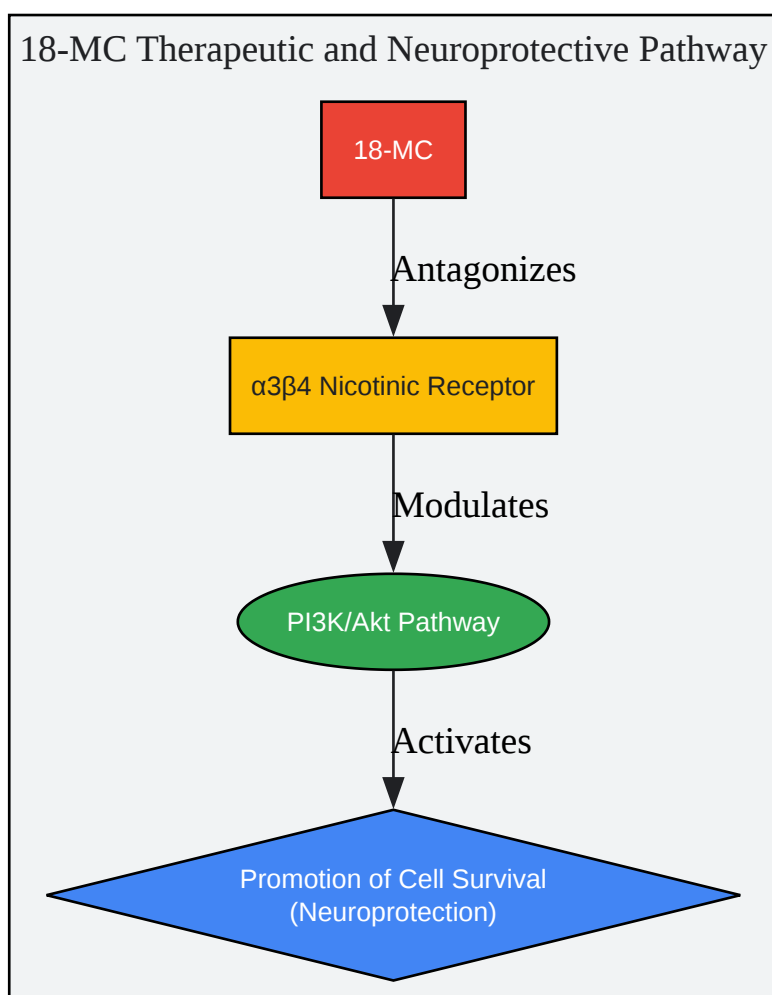 18-MC Therapeutic and Neuroprotective Pathway
18-MC
Antagonizes
α3β4 Nicotinic Receptor
Modulates
PI3K/Akt Pathway
Activates
Promotion of Cell Survival
(Neuroprotection)